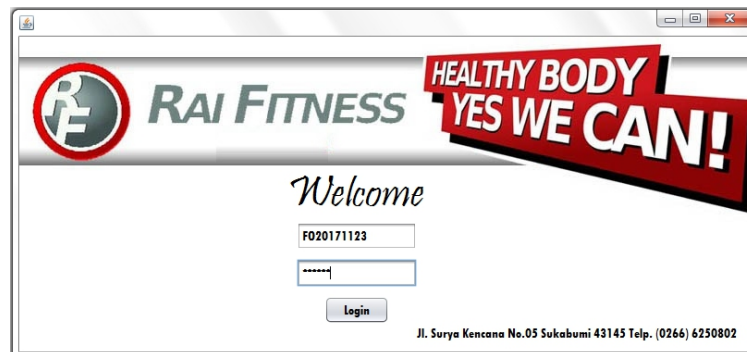 RF
RAI FITNESS
HEALTHY BODY
YES WE CAN!
Welcome
FO20171123
Login
Jl. Surya Kencana No.05 Sukabumi 43145 Telp. (0266) 6250802